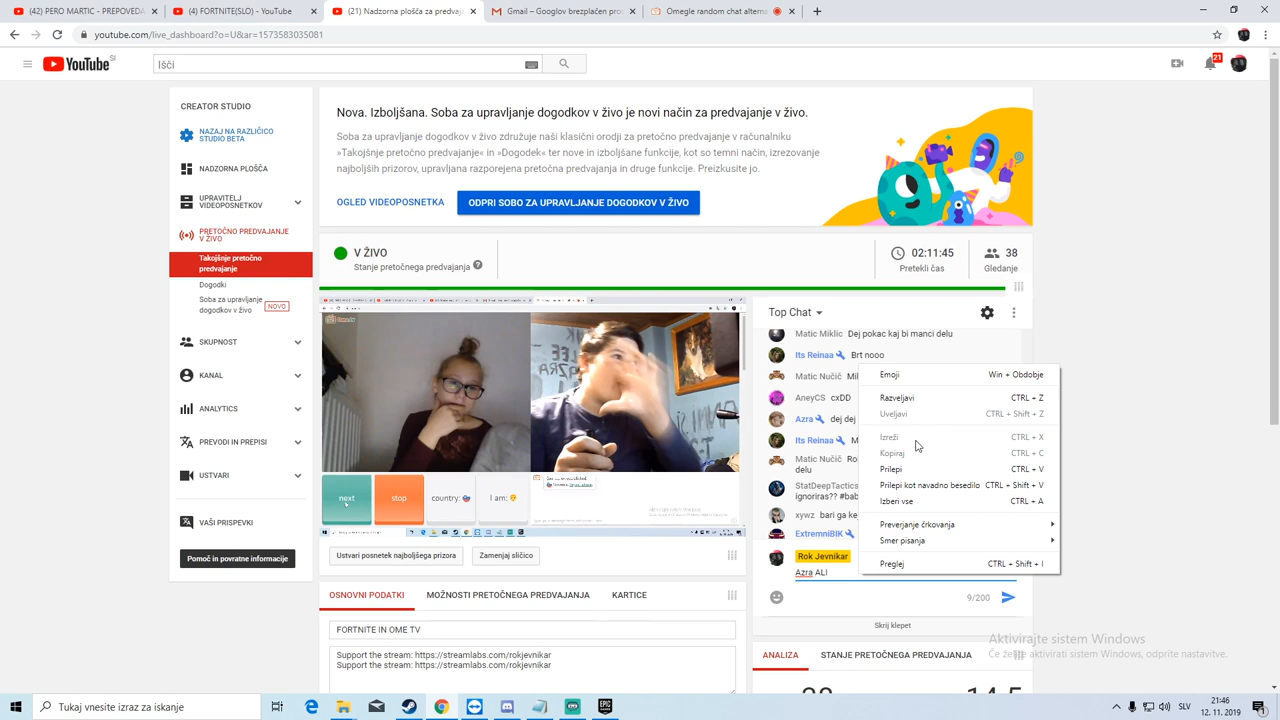 (42) PERO MARTIC - PREPOVEDA
(4) FORTNITE(SLO) - YouTube
(21) Nadzorna plošča za predvaj
Gmail – Googlov brezplačen pro
Omegle random chat alterna
youtube.com/live_dashboard?o=U&ar=1573583035081
YouTube SI
Išči
21
CREATOR STUDIO
NAZAJ NA RAZLIČICO
STUDIO BETA
NADZORNA PLOŠČA
UPRAVITELJ
VIDEOPOSNETKOV
PRETOČNO PREDVAJANJE
V ŽIVO
Takojšnje pretočno
predvajanje
Dogodki
Soba za upravljanje
dogodkov v živo
NOVO
SKUPNOST
KANAL
ANALYTICS
PREVODI IN PREPISI
USTVARI
VAŠI PRISPEVKI
Pomoč in povratne informacije
Nova. Izboljšana. Soba za upravljanje dogodkov v živo je novi način za predvajanje v živo.
Soba za upravljanje dogodkov v živo združuje naši klasični orodji za pretočno predvajanje v računalniku
»Takojšnje pretočno predvajanje« in »Dogodek« ter nove in izboljšane funkcije, kot so temni način, izrezovanje
najboljših prizorov, upravljana razporejena pretočna predvajanja in druge funkcije. Preizkusite jo.
OGLED VIDEOPOSNETKA
ODPRI SOBO ZA UPRAVLJANJE DOGODKOV V ŽIVO
V ŽIVO
Stanje pretočnega predvajanja
02:11:45
Pretekli čas
38
Gledanje
next
stop
country:
I am:
Ustvari posnetek najboljšega prizora
Zamenjaj sličico
OSNOVNI PODATKI
MOŽNOSTI PRETOČNEGA PREDVAJANJA
KARTICE
FORTNITE IN OME TV
Support the stream: https://streamlabs.com/rokjevnikar
Support the stream: https://streamlabs.com/rokjevnikar
Top Chat
Matic Miklic Dej pokac kaj bi manci delu
Its Reinaa Brt nooo
Matic Nučič Mi
AneyCS cxDD
Azra dej dej
Its Reinaa M
Matic Nučič Ro
delu
StatDeepTactics
ignoriras?? #bab
xywz bari ga ke
ExtremniBIK
Rok Jevnikar
Azra ALI
9/200
Skrij klepet
Emoji Win + Obdobje
Razveljavi CTRL + Z
Uveljavi CTRL + Shift + Z
Izreži CTRL + X
Kopiraj CTRL + C
Prilepi CTRL + V
Prilepi kot navadno besedilo CTRL + Shift + V
Izberi vse CTRL + A
Preverjanje črkovanja
Smer pisanja
Preglej CTRL + Shift + I
ANALIZA
STANJE PRETOČNEGA PREDVAJANJA
Aktivirajte sistem Windows
Če želite aktivirati sistem Windows, odprite nastavitve.
Tukaj vnesite izraz za iskanje
SLV
21:46
12. 11. 2019